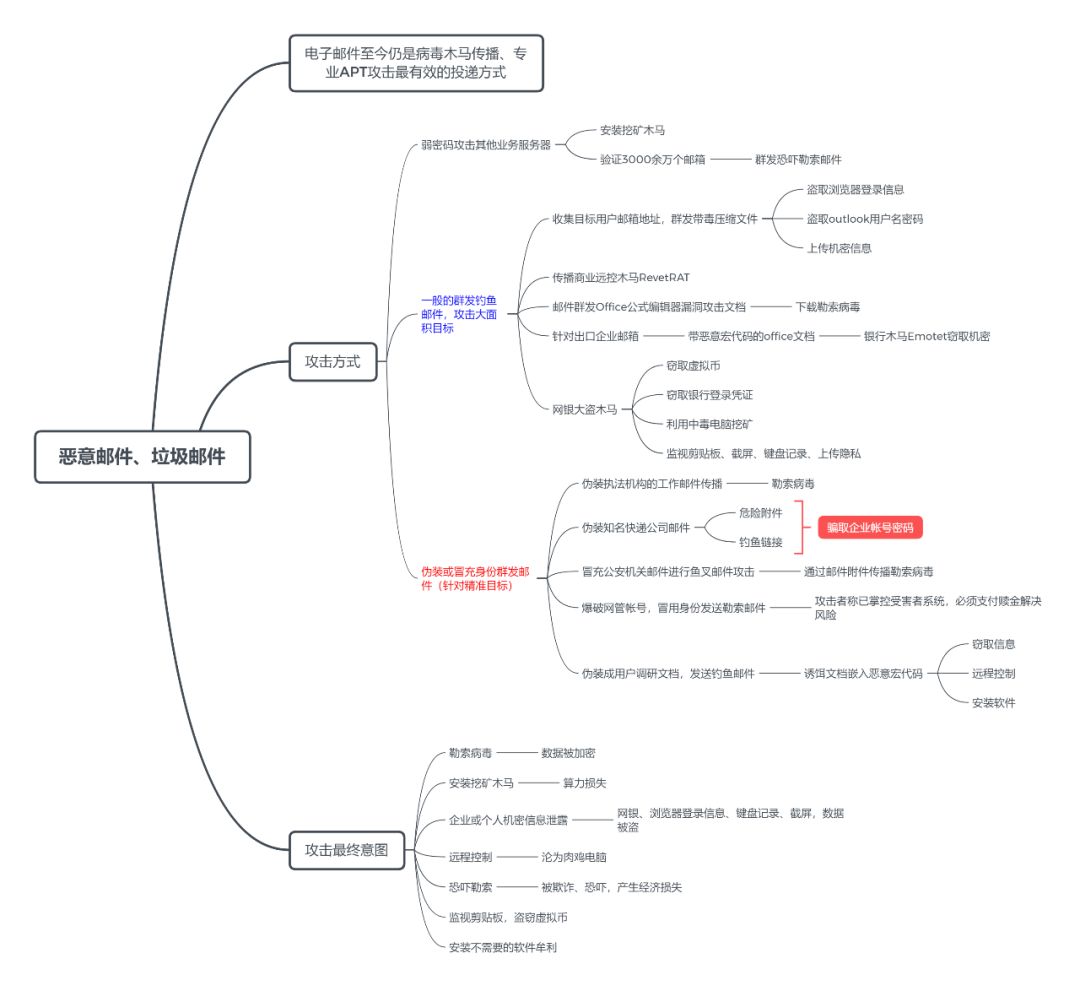 电子邮件至今仍是病毒木马传播、专
业APT攻击最有效的投递方式
恶意邮件、垃圾邮件
攻击方式
弱密码攻击其他业务服务器
安装挖矿木马
验证3000余万个邮箱
群发恐吓勒索邮件
一般的群发钓鱼
邮件，攻击大面
积目标
收集目标用户邮箱地址，群发带毒压缩文件
盗取浏览器登录信息
盗取outlook用户名密码
上传机密信息
传播商业远控木马RevetRAT
邮件群发Office公式编辑器漏洞攻击文档
下载勒索病毒
针对出口企业邮箱
带恶意宏代码的office文档
银行木马Emotet窃取机密
网银大盗木马
窃取虚拟币
窃取银行登录凭证
利用中毒电脑挖矿
监视剪贴板、截屏、键盘记录、上传隐私
伪装或冒充身份群发邮
件（针对精准目标）
伪装执法机构的工作邮件传播
勒索病毒
伪装知名快递公司邮件
危险附件
钓鱼链接
骗取企业帐号密码
冒充公安机关邮件进行鱼叉邮件攻击
通过邮件附件传播勒索病毒
爆破网管帐号，冒用身份发送勒索邮件
攻击者称已掌控受害者系统，必须支付赎金解决
风险
伪装成用户调研文档，发送钓鱼邮件
诱饵文档嵌入恶意宏代码
窃取信息
远程控制
安装软件
攻击最终意图
勒索病毒
数据被加密
安装挖矿木马
算力损失
企业或个人机密信息泄露
网银、浏览器登录信息、键盘记录、截屏，数据
被盗
远程控制
沦为肉鸡电脑
恐吓勒索
被欺诈、恐吓，产生经济损失
监视剪贴板，盗窃虚拟币
安装不需要的软件牟利